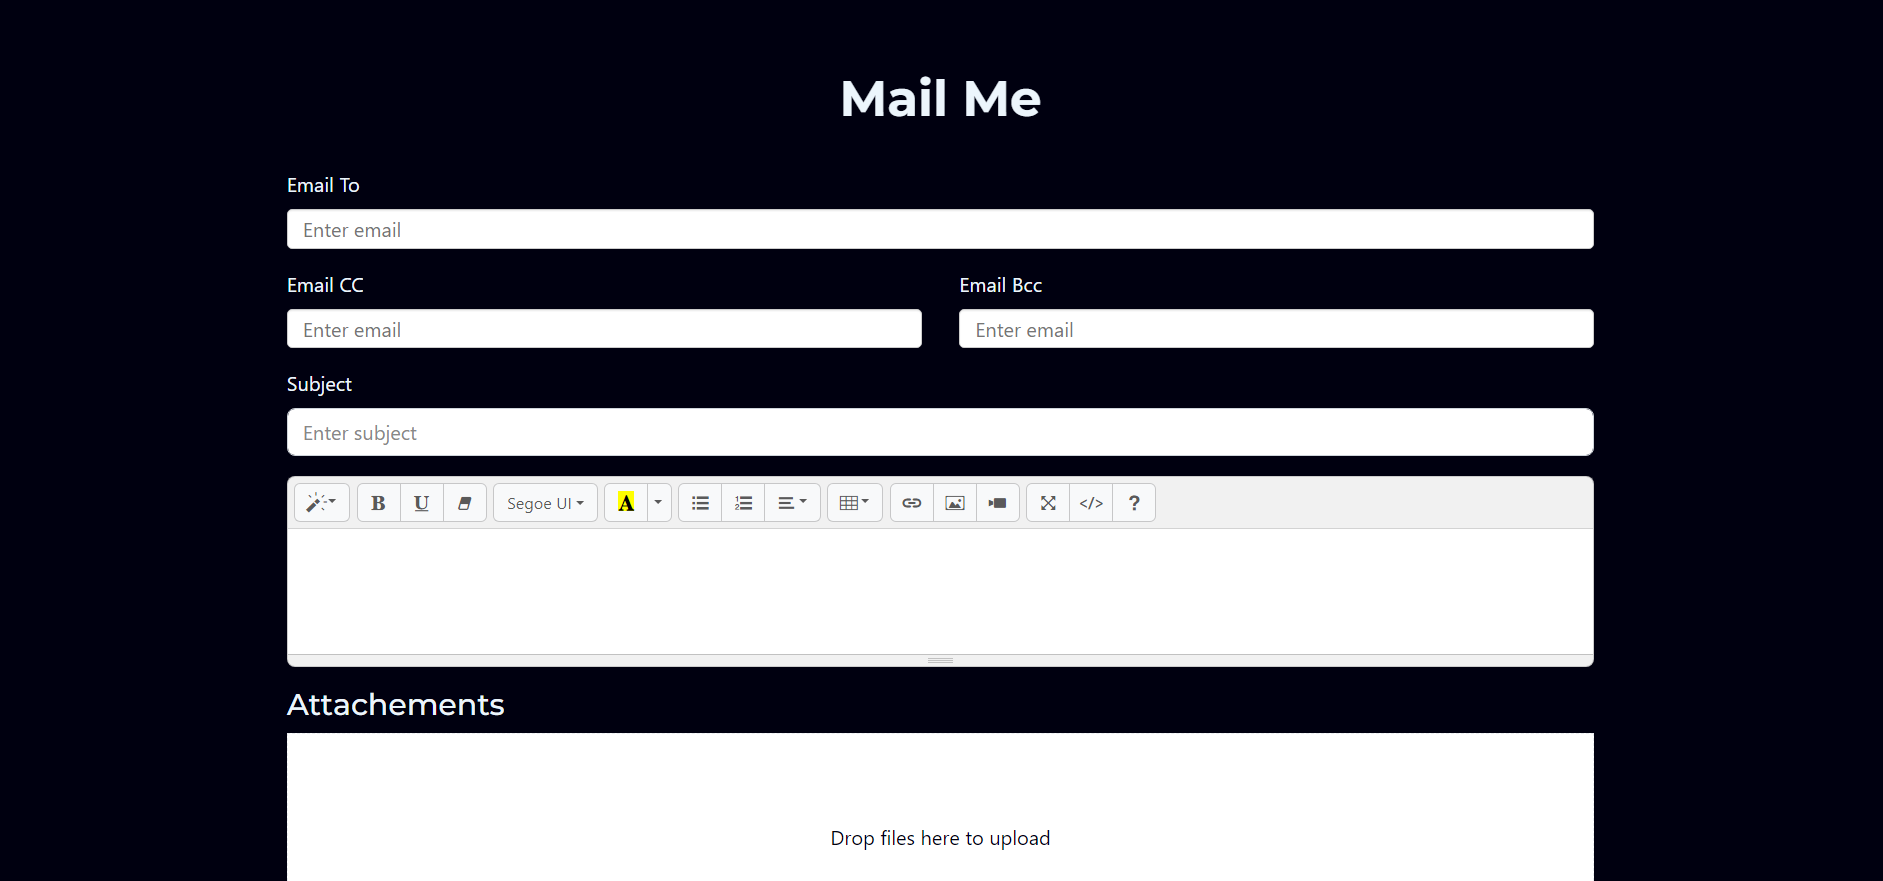 Mail Me
Email To
Enter email
Email CC
Email Bcc
Enter email
Enter email
Subject
Enter subject
B U Segoe UI A </> ?
Attachements
Drop files here to upload